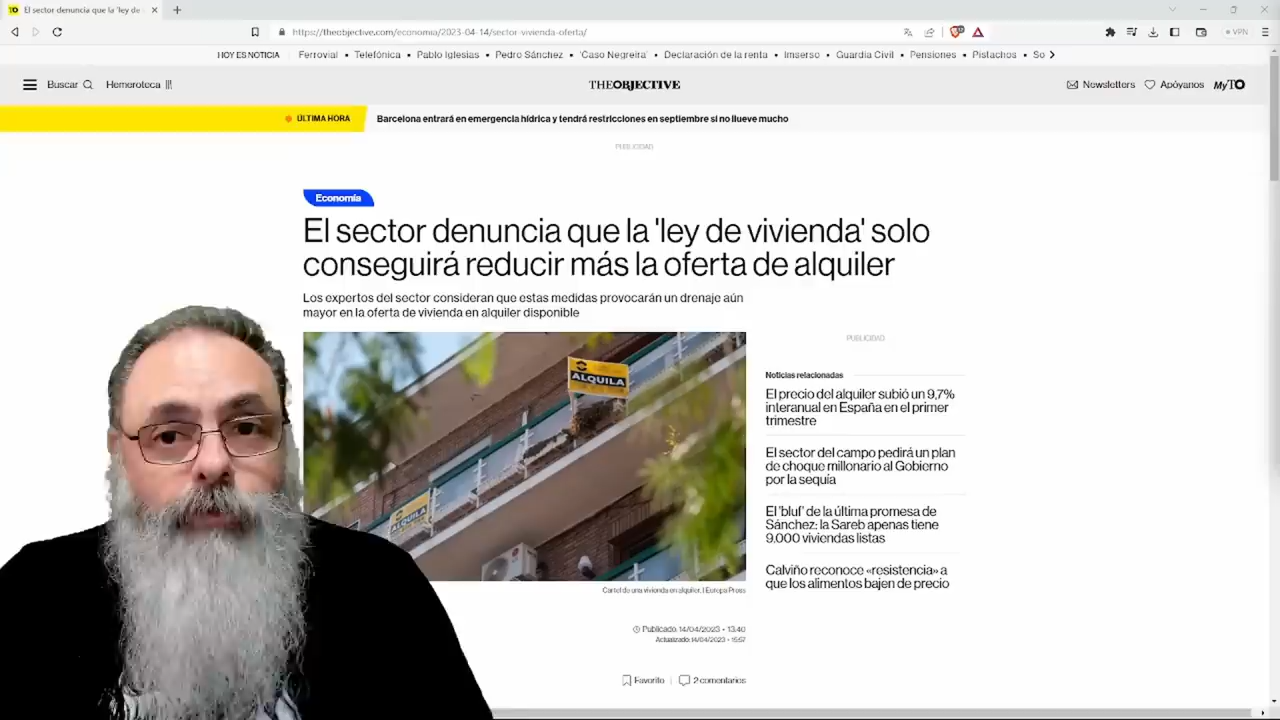 El sector denuncia que la 'ley de
https://theobjective.com/economia/2023-04-14/sector-vivienda-oferta/
VPN
HOY ES NOTICIA Ferrovial • Telefónica • Pablo Iglesias • Pedro Sánchez • 'Caso Negreira' • Declaración de la renta • Imserso • Guardia Civil • Pensiones • Pistachos • So
Buscar Hemeroteca THEOBJECTIVE Newsletters Apóyanos MyTO
ÚLTIMA HORA Barcelona entrará en emergencia hídrica y tendrá restricciones en septiembre si no llueve mucho
PUBLICIDAD
Economía
El sector denuncia que la 'ley de vivienda' solo
conseguirá reducir más la oferta de alquiler
Los expertos del sector consideran que estas medidas provocarán un drenaje aún
mayor en la oferta de vivienda en alquiler disponible
ALQUILA
ALQUILA
Cartel de una vivienda en alquiler. | Europa Press
Publicado: 14/04/2023 • 13:40
Actualizado: 14/04/2023 • 15:57
Favorito | 2 comentarios
PUBLICIDAD
Noticias relacionadas
El precio del alquiler subió un 9,7%
interanual en España en el primer
trimestre
El sector del campo pedirá un plan
de choque millonario al Gobierno
por la sequía
El 'bluf' de la última promesa de
Sánchez: la Sareb apenas tiene
9.000 viviendas listas
Calviño reconoce «resistencia» a
que los alimentos bajen de precio